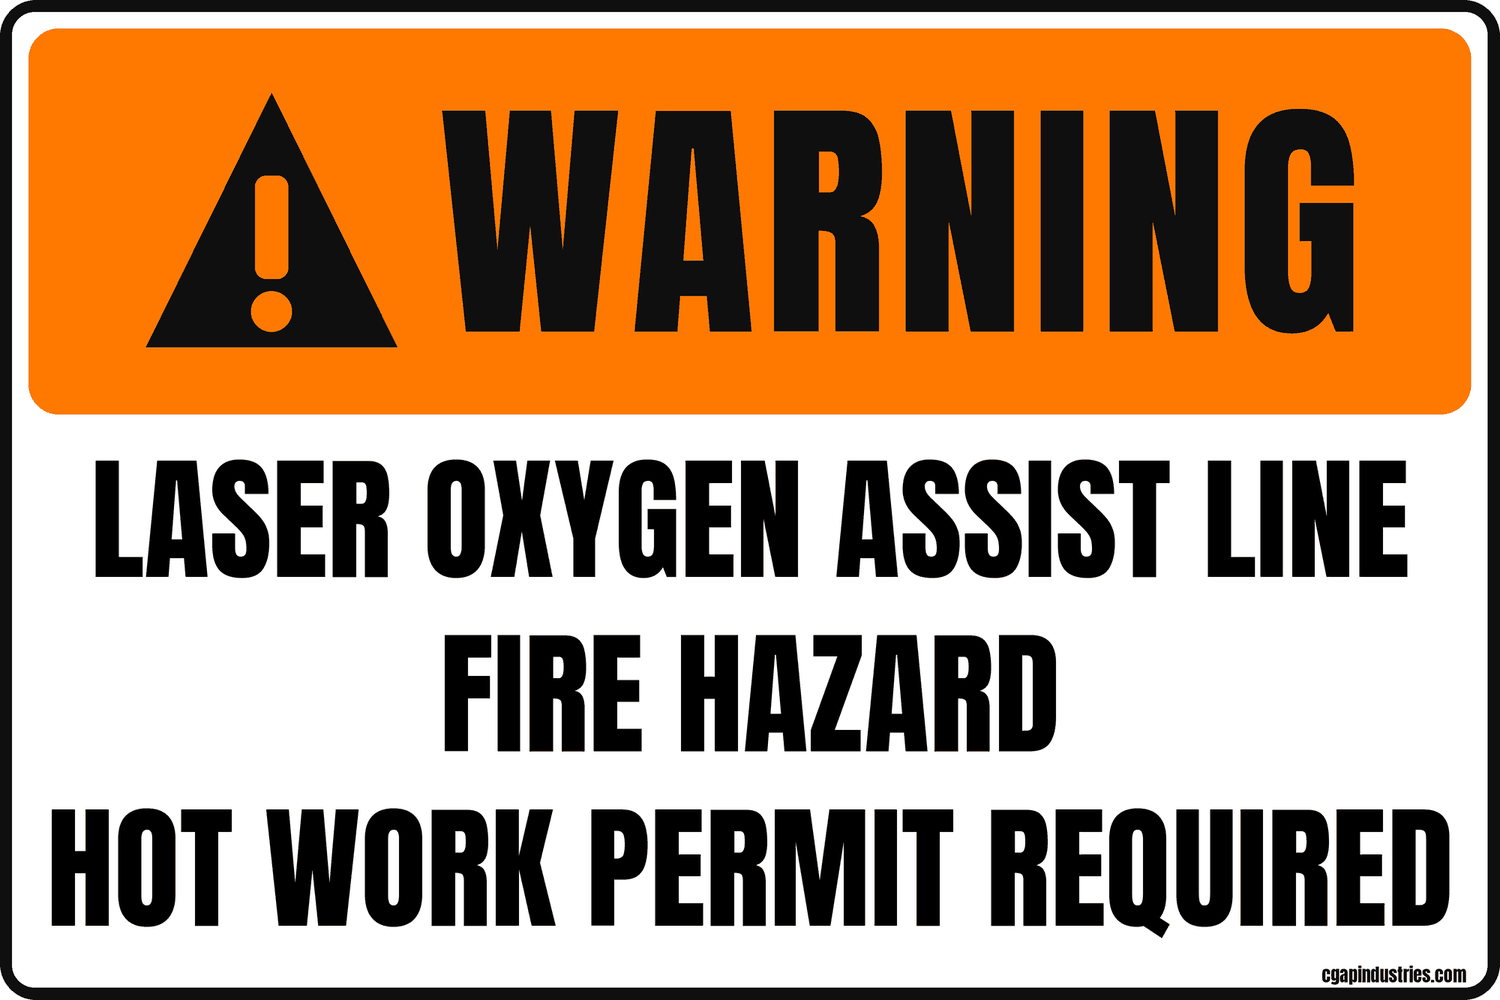 WARNING
LASER OXYGEN ASSIST LINE
FIRE HAZARD
HOT WORK PERMIT REQUIRED
cgapindustries.com